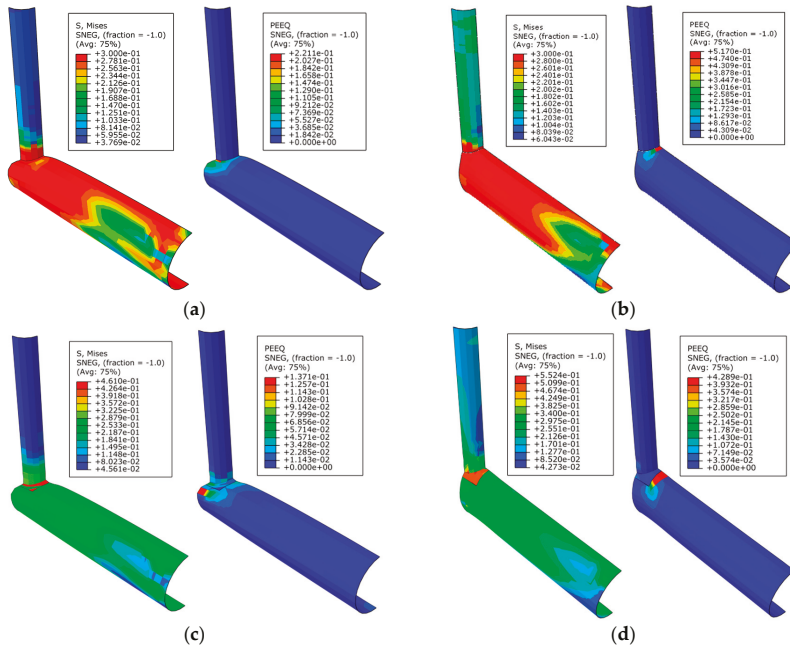 S, Mises
SNEG, (fraction = -1.0)
(Avg: 75%)
+3.000e-01
+2.781e-01
+2.563e-01
+2.344e-01
+2.126e-01
+1.907e-01
+1.688e-01
+1.470e-01
+1.251e-01
+1.033e-01
+8.141e-02
+5.955e-02
+3.769e-02
PEEQ
SNEG, (fraction = -1.0)
(Avg: 75%)
+2.211e-01
+2.027e-01
+1.842e-01
+1.658e-01
+1.474e-01
+1.290e-01
+1.105e-01
+9.212e-02
+7.369e-02
+5.527e-02
+3.685e-02
+1.842e-02
+0.000e+00
(a)
S, Mises
SNEG, (fraction = -1.0)
(Avg: 75%)
+3.000e-01
+2.800e-01
+2.601e-01
+2.401e-01
+2.201e-01
+2.002e-01
+1.802e-01
+1.602e-01
+1.403e-01
+1.203e-01
+1.004e-01
+8.039e-02
+6.043e-02
PEEQ
SNEG, (fraction = -1.0)
(Avg: 75%)
+5.170e-01
+4.740e-01
+4.309e-01
+3.878e-01
+3.447e-01
+3.016e-01
+2.585e-01
+2.154e-01
+1.723e-01
+1.293e-01
+8.617e-02
+4.309e-02
+0.000e+00
(b)
S, Mises
SNEG, (fraction = -1.0)
(Avg: 75%)
+4.610e-01
+4.264e-01
+3.918e-01
+3.572e-01
+3.225e-01
+2.879e-01
+2.533e-01
+2.187e-01
+1.841e-01
+1.495e-01
+1.148e-01
+8.023e-02
+4.561e-02
PEEQ
SNEG, (fraction = -1.0)
(Avg: 75%)
+1.371e-01
+1.257e-01
+1.143e-01
+1.028e-01
+9.142e-02
+7.999e-02
+6.856e-02
+5.714e-02
+4.571e-02
+3.428e-02
+2.285e-02
+1.143e-02
+0.000e+00
(c)
S, Mises
SNEG, (fraction = -1.0)
(Avg: 75%)
+5.524e-01
+5.099e-01
+4.674e-01
+4.249e-01
+3.825e-01
+3.400e-01
+2.975e-01
+2.551e-01
+2.126e-01
+1.701e-01
+1.277e-01
+8.520e-02
+4.273e-02
PEEQ
SNEG, (fraction = -1.0)
(Avg: 75%)
+4.289e-01
+3.932e-01
+3.574e-01
+3.217e-01
+2.859e-01
+2.502e-01
+2.145e-01
+1.787e-01
+1.430e-01
+1.072e-01
+7.149e-02
+3.574e-02
+0.000e+00
(d)